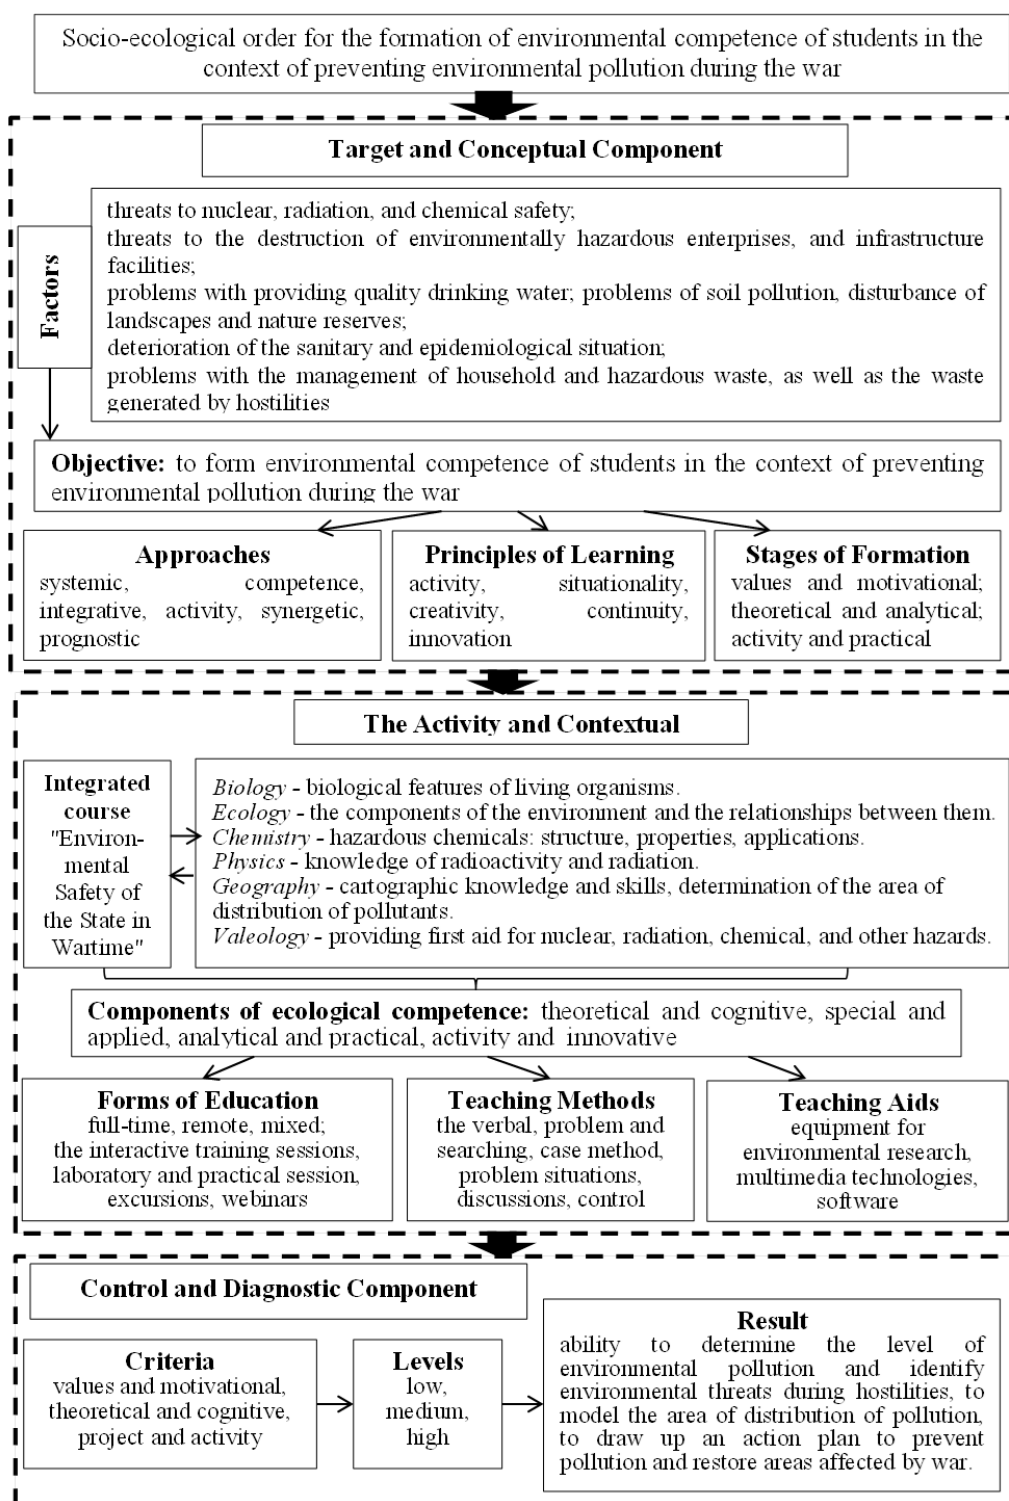 Socio-ecological order for the formation of environmental competence of students in the
context of preventing environmental pollution during the war
Target and Conceptual Component
Factors
threats to nuclear, radiation, and chemical safety;
threats to the destruction of environmentally hazardous enterprises, and infrastructure
facilities;
problems with providing quality drinking water; problems of soil pollution, disturbance of
landscapes and nature reserves;
deterioration of the sanitary and epidemiological situation;
problems with the management of household and hazardous waste, as well as the waste
generated by hostilities
Objective: to form environmental competence of students in the context of preventing
environmental pollution during the war
Approaches
systemic, competence,
integrative, activity, synergetic,
prognostic
Principles of Learning
activity, situationality,
creativity, continuity,
innovation
Stages of Formation
values and motivational;
theoretical and analytical;
activity and practical
The Activity and Contextual
Integrated
course
"Environ-
mental
Safety of
the State in
Wartime"
Biology - biological features of living organisms.
Ecology - the components of the environment and the relationships between them.
Chemistry - hazardous chemicals: structure, properties, applications.
Physics - knowledge of radioactivity and radiation.
Geography - cartographic knowledge and skills, determination of the area of
distribution of pollutants.
Valeology - providing first aid for nuclear, radiation, chemical, and other hazards.
Components of ecological competence: theoretical and cognitive, special and
applied, analytical and practical, activity and innovative
Forms of Education
full-time, remote, mixed;
the interactive training sessions,
laboratory and practical session,
excursions, webinars
Teaching Methods
the verbal, problem and
searching, case method,
problem situations,
discussions, control
Teaching Aids
equipment for
environmental research,
multimedia technologies,
software
Control and Diagnostic Component
Criteria
values and motivational,
theoretical and cognitive,
project and activity
Levels
low,
medium,
high
Result
ability to determine the level of
environmental pollution and identify
environmental threats during hostilities, to
model the area of distribution of pollution,
to draw up an action plan to prevent
pollution and restore areas affected by war.